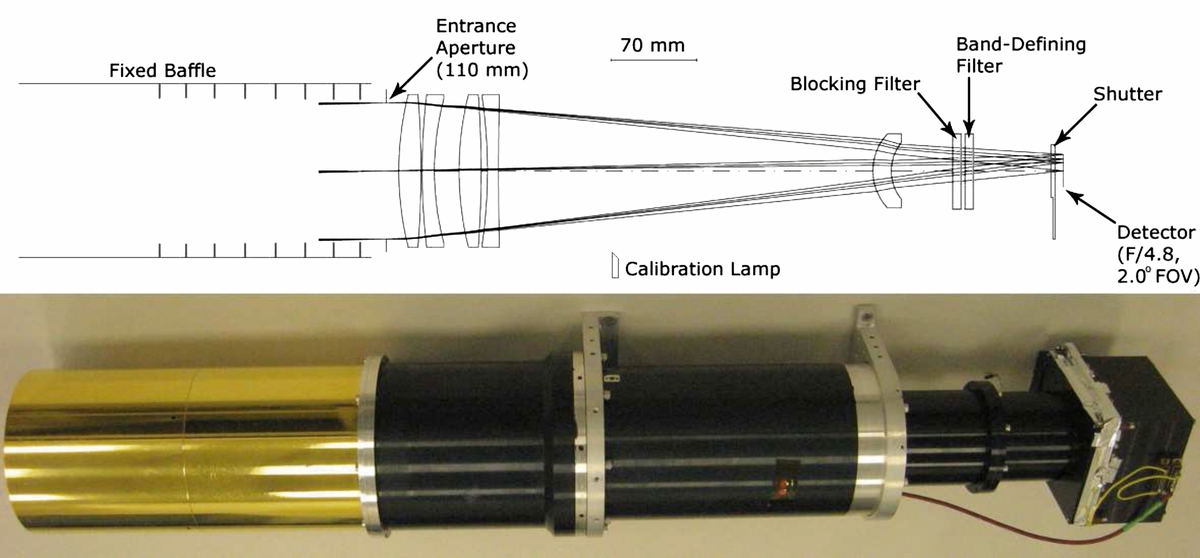 Fixed Baffle
Entrance
Aperture
(110 mm)
70 mm
Band-Defining
Filter
Blocking Filter
Shutter
Detector
(F/4.8,
2.0° FOV)
Calibration Lamp